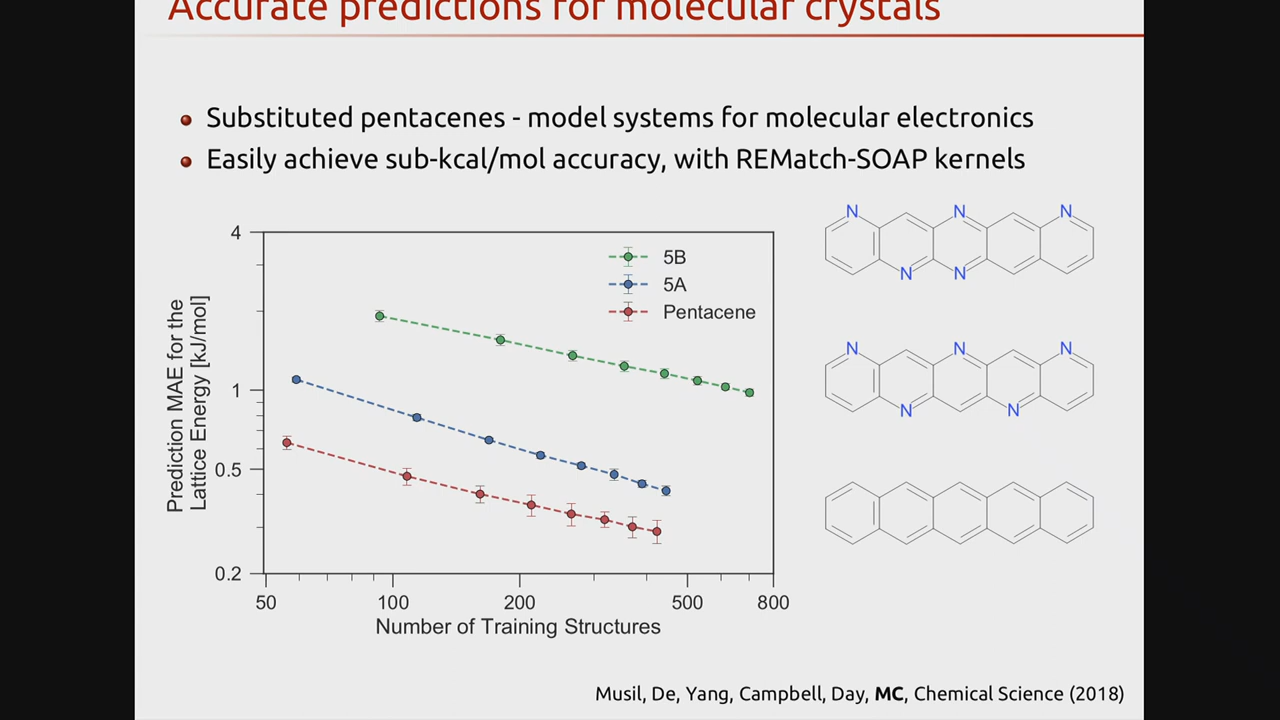 Accurate predictions for molecular crystals
Substituted pentacenes - model systems for molecular electronics
Easily achieve sub-kcal/mol accuracy, with REMatch-SOAP kernels
Prediction MAE for the
Lattice Energy [kJ/mol]
4
1
0.5
0.2
5B
5A
Pentacene
50 100 200 500 800
Number of Training Structures
N N N
N N
N N N
N N
Musil, De, Yang, Campbell, Day, MC, Chemical Science (2018)